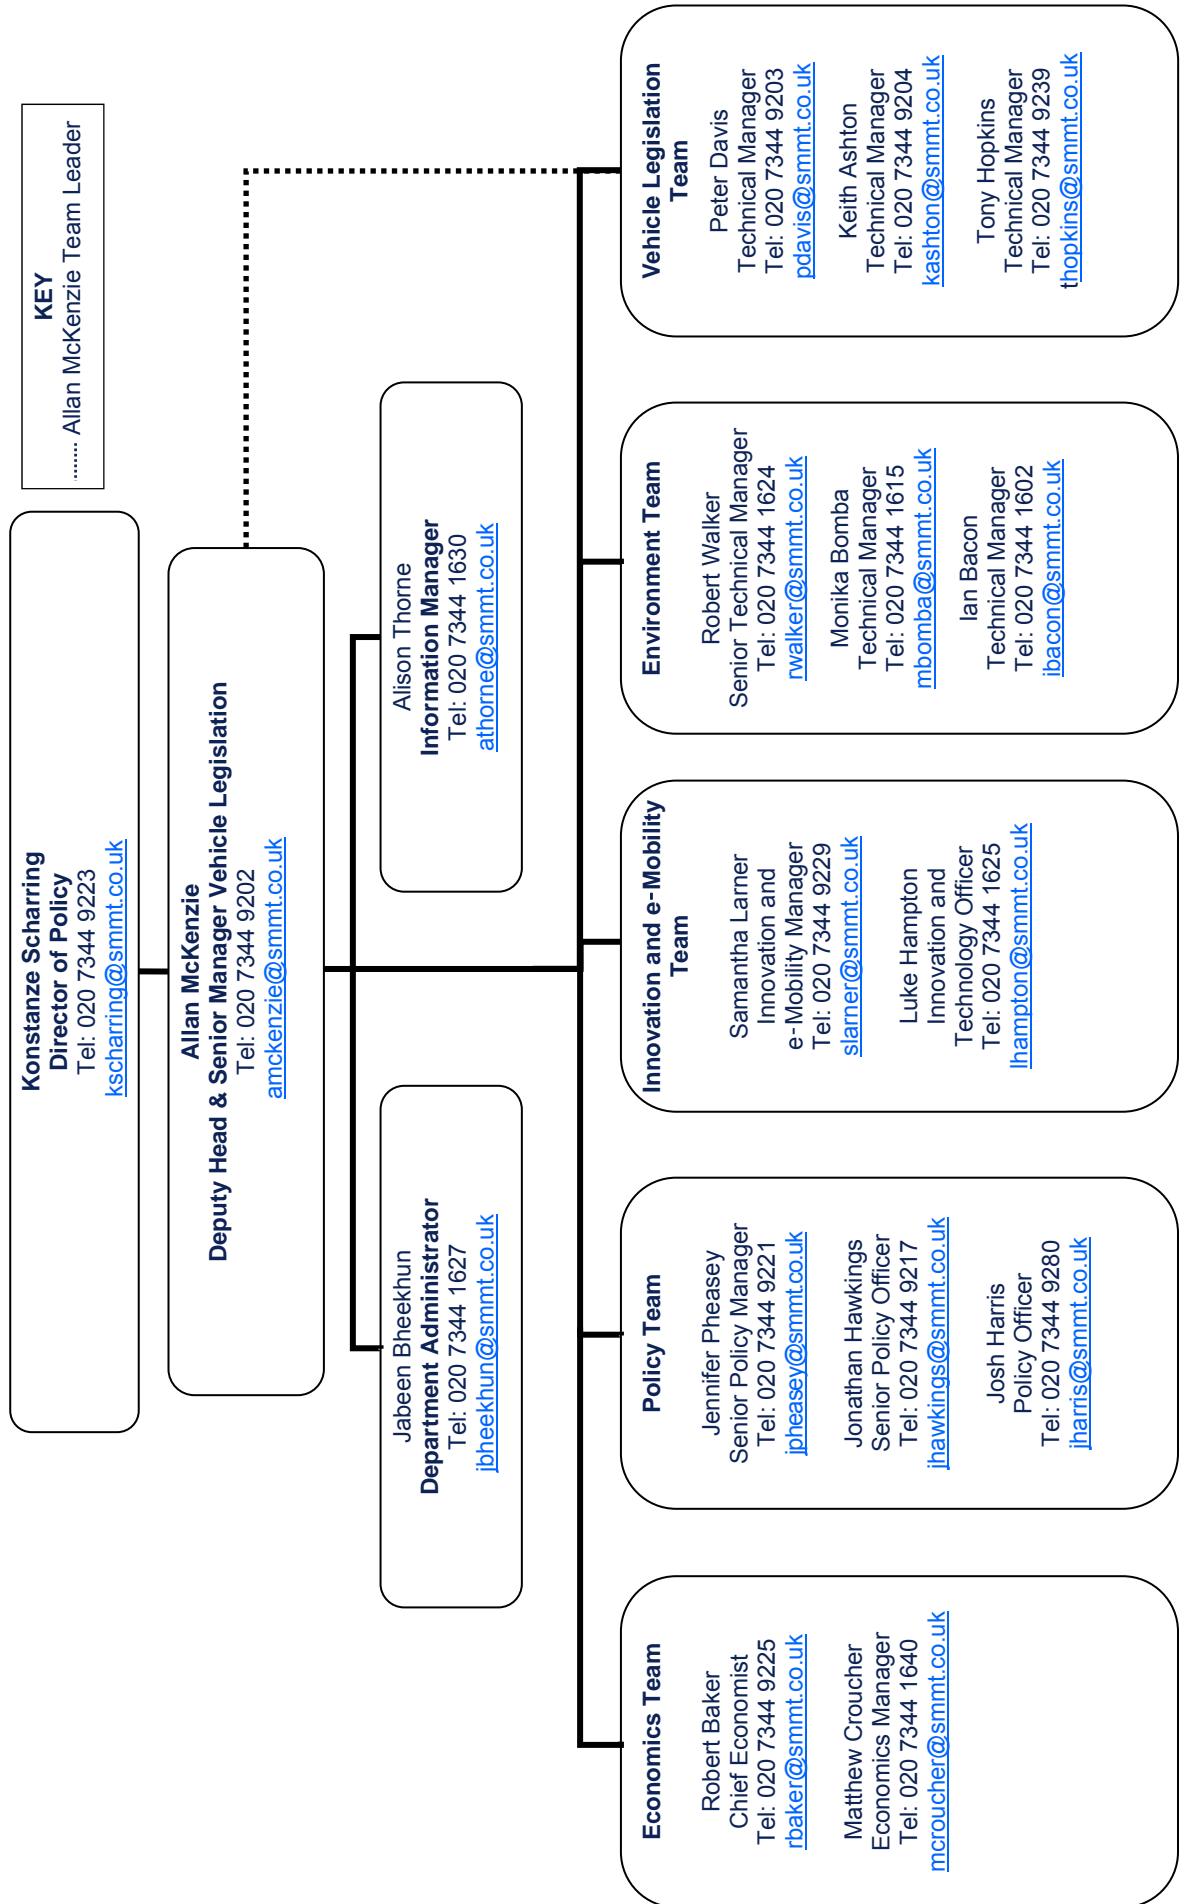 KEY
........ Allan McKenzie Team Leader
Konstanze Scharring
Director of Policy
Tel: 020 7344 9223
kscharring@smmt.co.uk
Allan McKenzie
Deputy Head & Senior Manager Vehicle Legislation
Tel: 020 7344 9202
amckenzie@smmt.co.uk
Jabeen Bheekhun
Department Administrator
Tel: 020 7344 1627
jbheekhun@smmt.co.uk
Alison Thorne
Information Manager
Tel: 020 7344 1630
athorne@smmt.co.uk
Economics Team
Robert Baker
Chief Economist
Tel: 020 7344 9225
rbaker@smmt.co.uk
Matthew Croucher
Economics Manager
Tel: 020 7344 1640
mcroucher@smmt.co.uk
Policy Team
Jennifer Pheasey
Senior Policy Manager
Tel: 020 7344 9221
jpheasey@smmt.co.uk
Jonathan Hawkings
Senior Policy Officer
Tel: 020 7344 9217
jhawkings@smmt.co.uk
Josh Harris
Policy Officer
Tel: 020 7344 9280
jharris@smmt.co.uk
Innovation and e-Mobility
Team
Samantha Larner
Innovation and
e-Mobility Manager
Tel: 020 7344 9229
slarner@smmt.co.uk
Luke Hampton
Innovation and
Technology Officer
Tel: 020 7344 1625
lhampton@smmt.co.uk
Environment Team
Robert Walker
Senior Technical Manager
Tel: 020 7344 1624
rwalker@smmt.co.uk
Monika Bomba
Technical Manager
Tel: 020 7344 1615
mbomba@smmt.co.uk
Ian Bacon
Technical Manager
Tel: 020 7344 1602
ibacon@smmt.co.uk
Vehicle Legislation
Team
Peter Davis
Technical Manager
Tel: 020 7344 9203
pdavis@smmt.co.uk
Keith Ashton
Technical Manager
Tel: 020 7344 9204
kashton@smmt.co.uk
Tony Hopkins
Technical Manager
Tel: 020 7344 9239
thopkins@smmt.co.uk